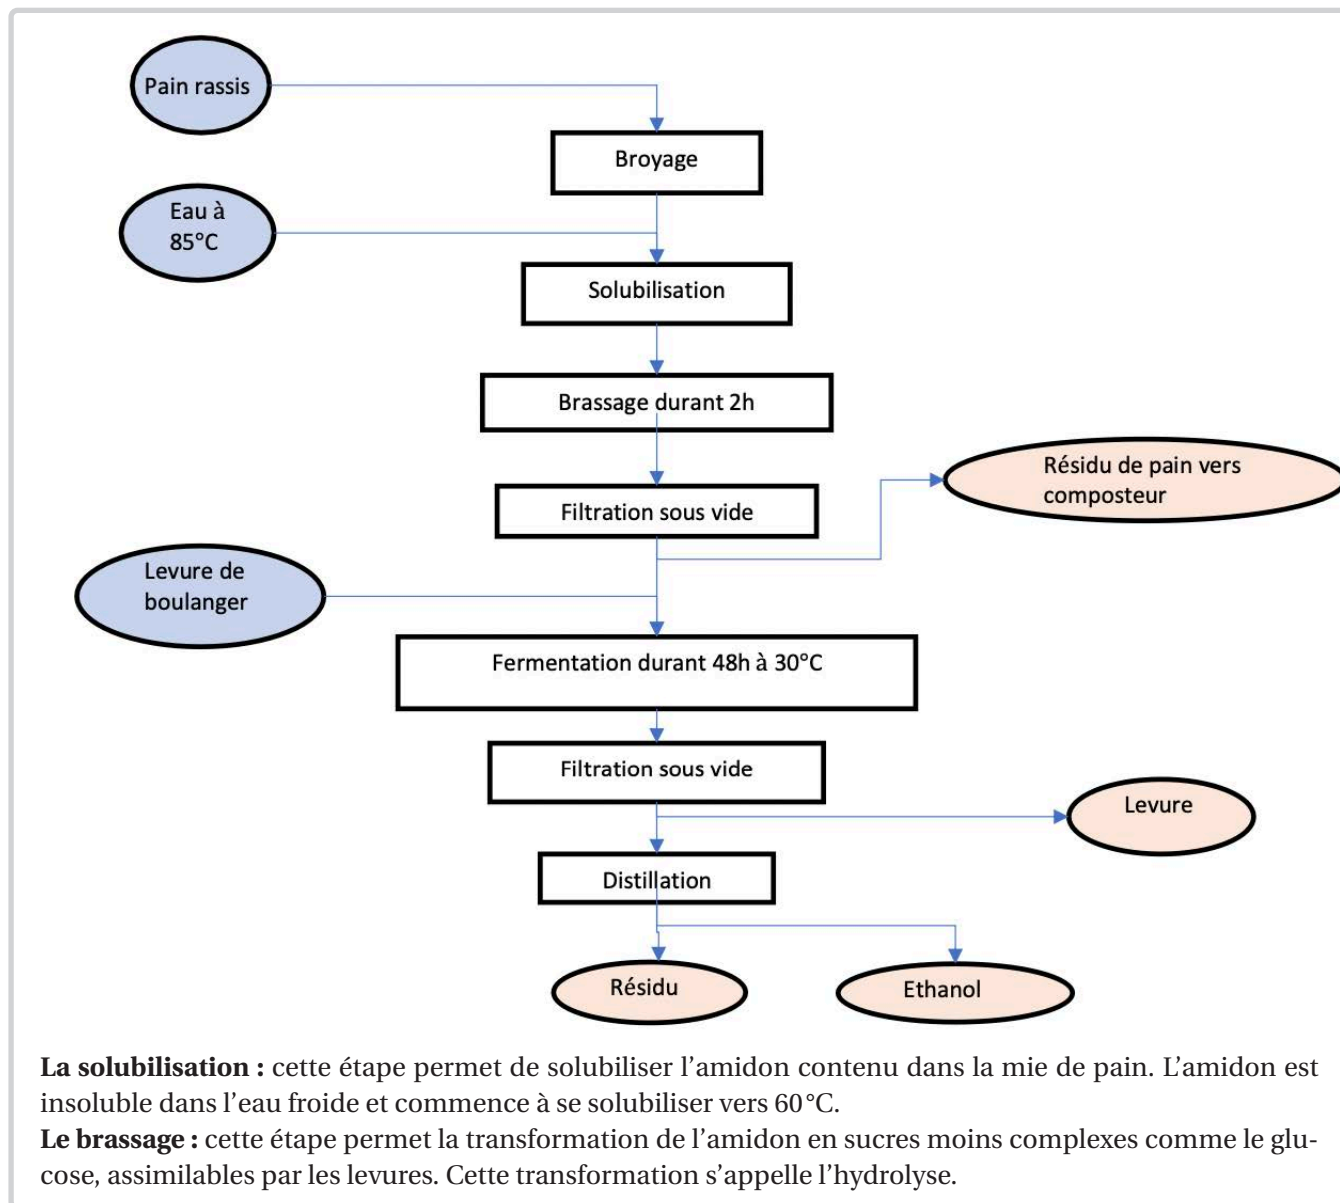 Pain rassis
Broyage
Eau à
85°C
Solubilisation
Brassage durant 2h
Résidu de pain vers
composteur
Filtration sous vide
Levure de
boulanger
Fermentation durant 48h à 30°C
Filtration sous vide
Levure
Distillation
Résidu
Ethanol
La solubilisation : cette étape permet de solubiliser l'amidon contenu dans la mie de pain. L'amidon est
insoluble dans l'eau froide et commence à se solubiliser vers 60°C.
Le brassage : cette étape permet la transformation de l'amidon en sucres moins complexes comme le glu-
cose, assimilables par les levures. Cette transformation s'appelle l'hydrolyse.